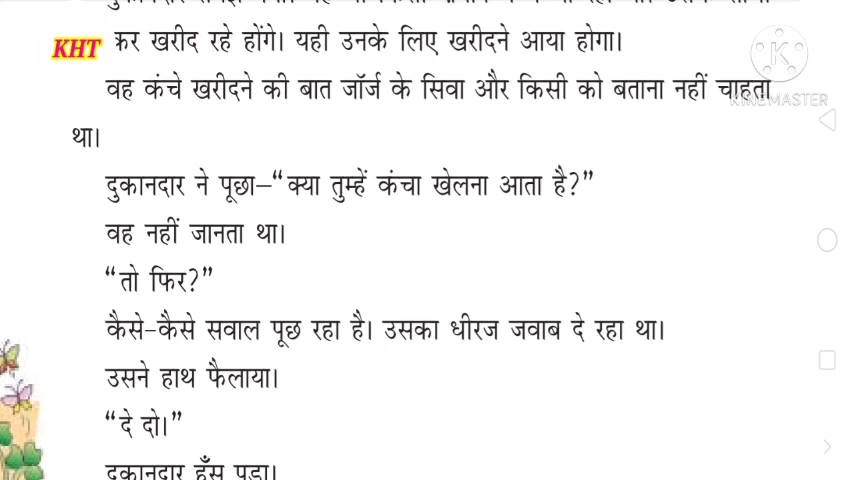 KHT कर खरीद रहे होंगे। यही उनके लिए खरीदने आया होगा।
KINEMASTER
वह कंचे खरीदने की बात जॉर्ज के सिवा और किसी को बताना नहीं चाहता
था।
दुकानदार ने पूछा–“क्या तुम्हें कंचा खेलना आता है?”
वह नहीं जानता था।
“तो फिर?”
कैसे-कैसे सवाल पूछ रहा है। उसका धीरज जवाब दे रहा था।
उसने हाथ फैलाया।
“दे दो।”
दुकानदार हँस पड़ा।